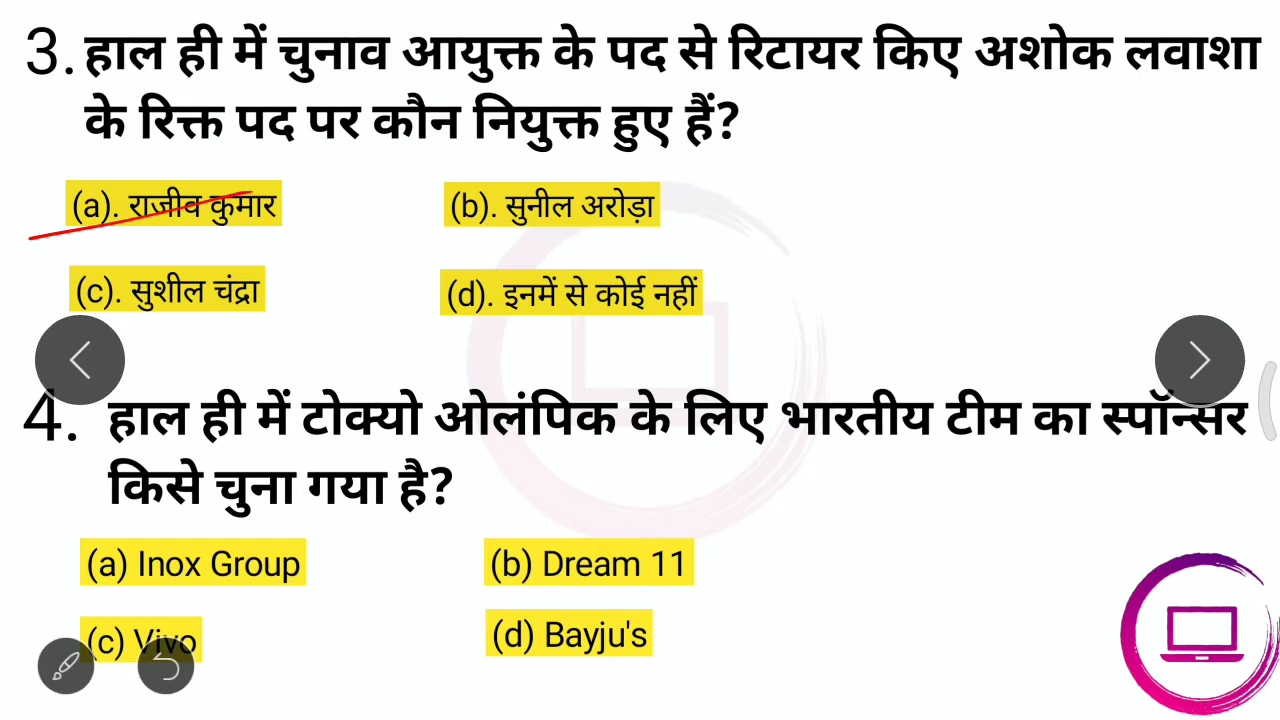 3. हाल ही में चुनाव आयुक्त के पद से रिटायर किए अशोक लवाशा
के रिक्त पद पर कौन नियुक्त हुए हैं?
(a). राजीव कुमार (b). सुनील अरोड़ा
(c). सुशील चंद्रा (d). इनमें से कोई नहीं
4. हाल ही में टोक्यो ओलंपिक के लिए भारतीय टीम का स्पॉन्सर
किसे चुना गया है?
(a) Inox Group (b) Dream 11
(c) Vivo (d) Bayju's